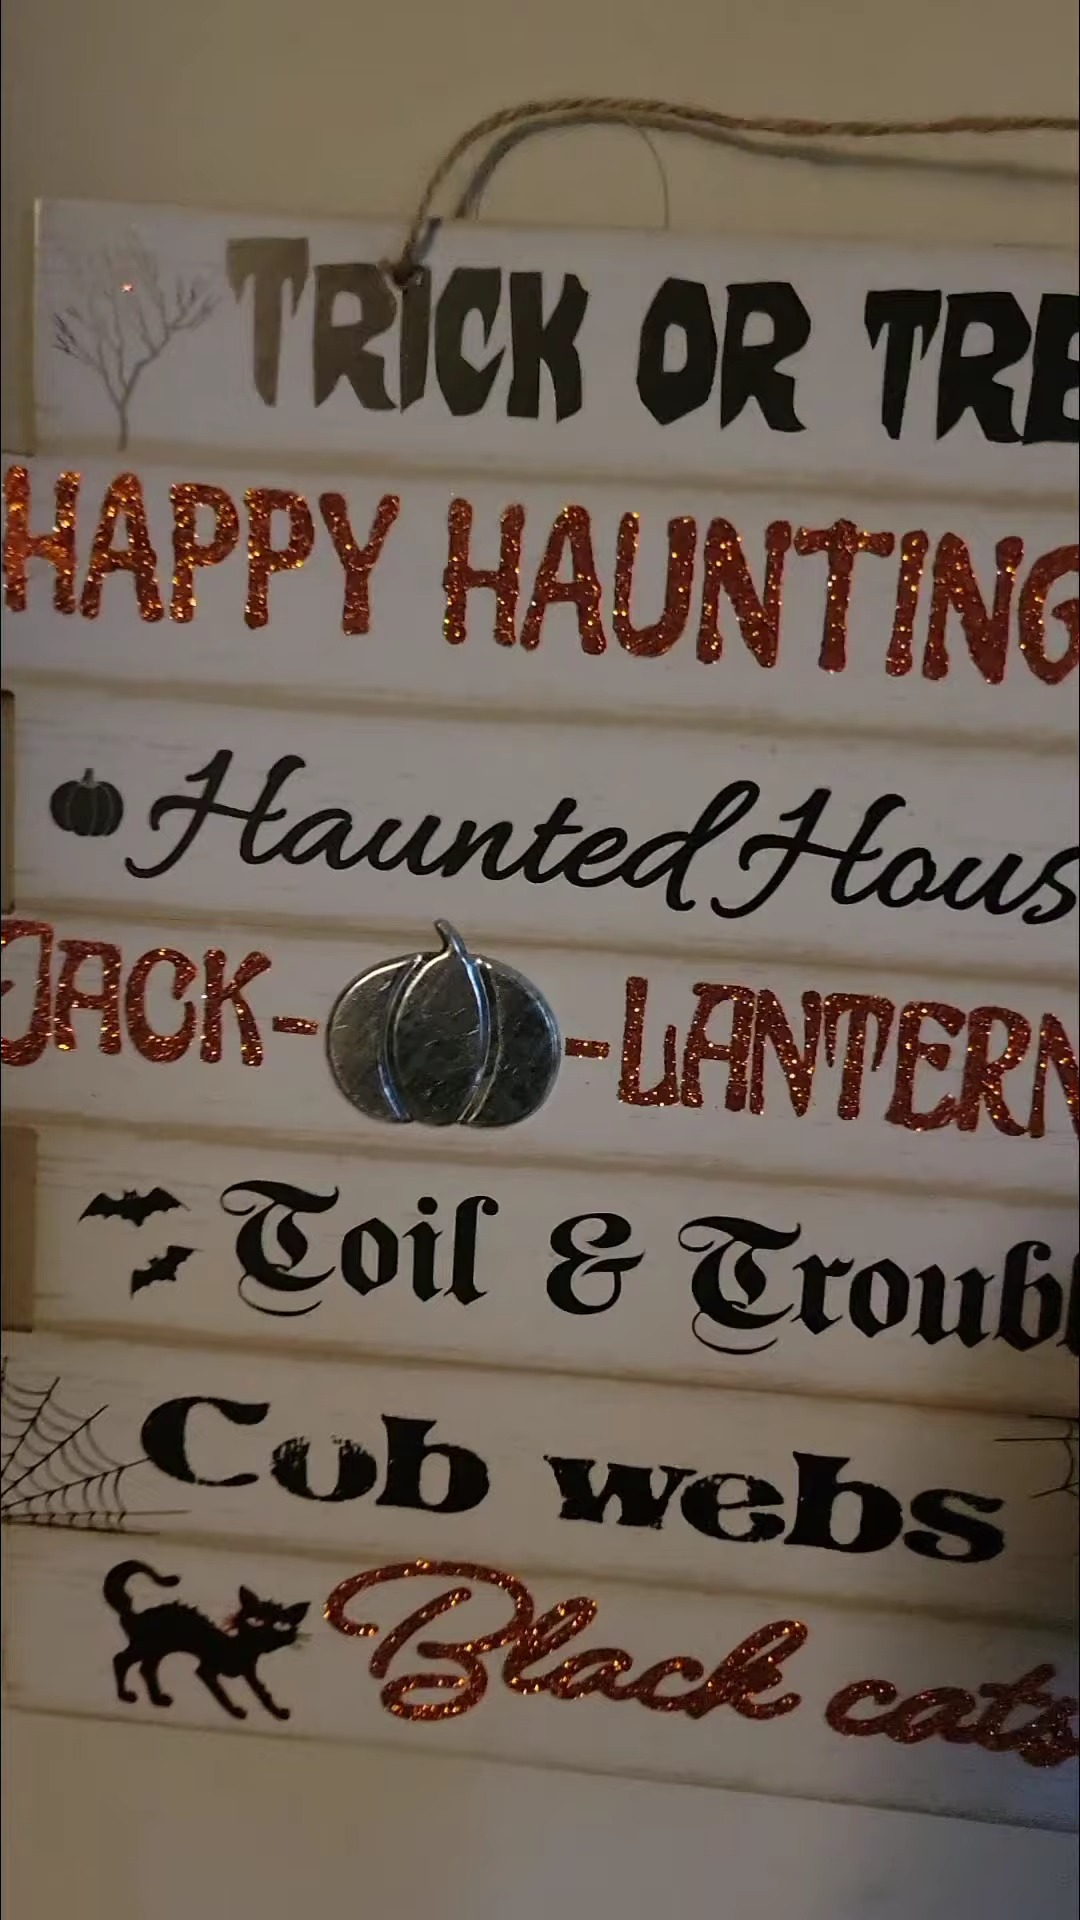 TRICK OR TRE
HAPPY HAUNTING
Haunted Hous
JACK- -LANTERN
Toil & Troubl
Cob webs
Black cats